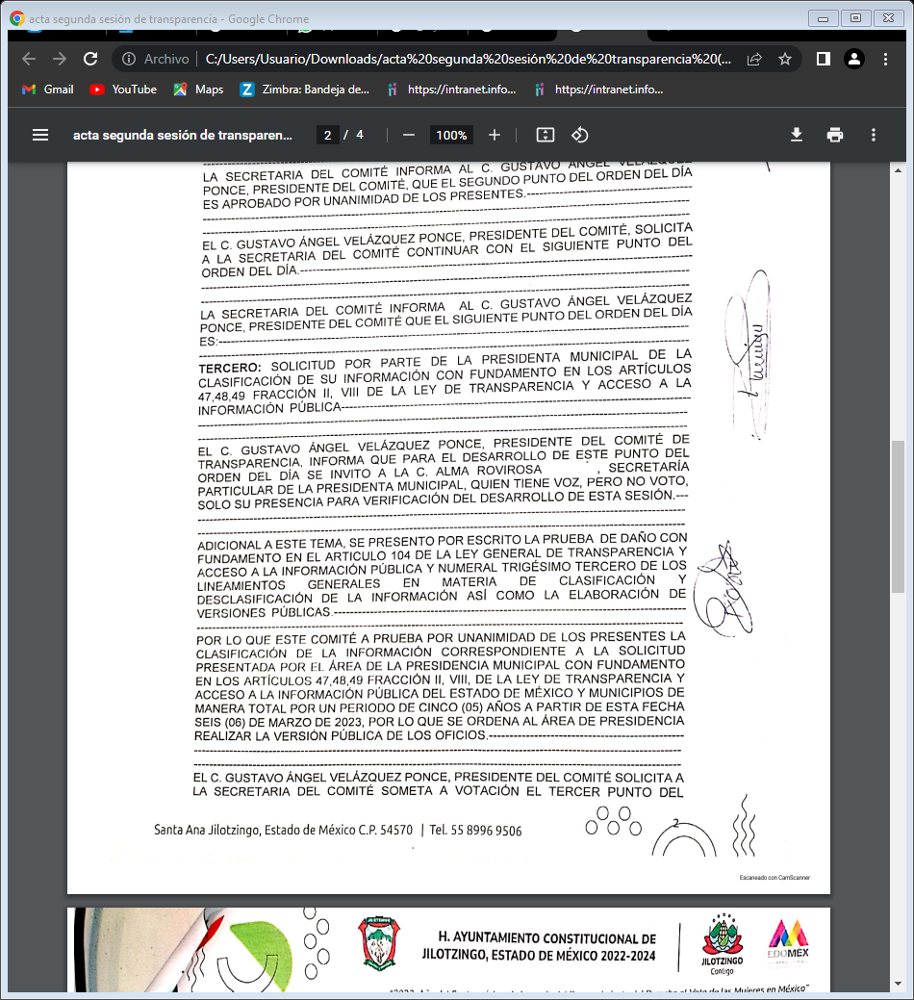 acta segunda sesión de transparencia - Google Chrome
Archivo | C:/Users/Usuario/Downloads/acta%20segunda%20sesión%20de%20transparencia%20(...
Gmail YouTube Maps Zimbra: Bandeja de... https://intranet.info... https://intranet.info...
acta segunda sesión de transparen... 2 / 4 100%
LA SECRETARIA DEL COMITÉ INFORMA AL C. GUSTAVO ÁNGEL VELÁZQUEZ
PONCE, PRESIDENTE DEL COMITÉ, QUE EL SEGUNDO PUNTO DEL ORDEN DEL DÍA
ES APROBADO POR UNANIMIDAD DE LOS PRESENTES.
EL C. GUSTAVO ÁNGEL VELÁZQUEZ PONCE, PRESIDENTE DEL COMITÉ, SOLICITA
A LA SECRETARIA DEL COMITÉ CONTINUAR CON EL SIGUIENTE PUNTO DEL
ORDEN DEL DÍA.
LA SECRETARIA DEL COMITÉ INFORMA AL C. GUSTAVO ÁNGEL VELÁZQUEZ
PONCE, PRESIDENTE DEL COMITÉ QUE EL SIGUIENTE PUNTO DEL ORDEN DEL DÍA
ES:
TERCERO: SOLICITUD POR PARTE DE LA PRESIDENTA MUNICIPAL DE LA
CLASIFICACIÓN DE SU INFORMACIÓN CON FUNDAMENTO EN LOS ARTÍCULOS
47,48,49 FRACCIÓN II, VIII DE LA LEY DE TRANSPARENCIA Y ACCESO A LA
INFORMACIÓN PÚBLICA
EL C. GUSTAVO ÁNGEL VELÁZQUEZ PONCE, PRESIDENTE DEL COMITÉ DE
TRANSPARENCIA, INFORMA QUE PARA EL DESARROLLO DE ESTE PUNTO DEL
ORDEN DEL DÍA SE INVITO A LA C. ALMA ROVIROSA , SECRETARÍA
PARTICULAR DE LA PRESIDENTA MUNICIPAL, QUIEN TIENE VOZ, PERO NO VOTO,
SOLO SU PRESENCIA PARA VERIFICACIÓN DEL DESARROLLO DE ESTA SESIÓN.
ADICIONAL A ESTE TEMA, SE PRESENTO POR ESCRITO LA PRUEBA DE DAÑO CON
FUNDAMENTO EN EL ARTICULO 104 DE LA LEY GENERAL DE TRANSPARENCIA Y
ACCESO A LA INFORMACIÓN PÚBLICA Y NUMERAL TRIGÉSIMO TERCERO DE LOS
LINEAMIENTOS GENERALES EN MATERIA DE CLASIFICACIÓN Y
DESCLASIFICACIÓN DE LA INFORMACIÓN ASÍ COMO LA ELABORACIÓN DE
VERSIONES PÚBLICAS.
POR LO QUE ESTE COMITÉ A PRUEBA POR UNANIMIDAD DE LOS PRESENTES LA
CLASIFICACIÓN DE LA INFORMACIÓN CORRESPONDIENTE A LA SOLICITUD
PRESENTADA POR EL ÁREA DE LA PRESIDENCIA MUNICIPAL CON FUNDAMENTO
EN LOS ARTÍCULOS 47,48,49 FRACCIÓN II, VIII, DE LA LEY DE TRANSPARENCIA Y
ACCESO A LA INFORMACIÓN PÚBLICA DEL ESTADO DE MÉXICO Y MUNICIPIOS DE
MANERA TOTAL POR UN PERIODO DE CINCO (05) AÑOS A PARTIR DE ESTA FECHA
SEIS (06) DE MARZO DE 2023, POR LO QUE SE ORDENA AL ÁREA DE PRESIDENCIA
REALIZAR LA VERSIÓN PÚBLICA DE LOS OFICIOS.
EL C. GUSTAVO ÁNGEL VELÁZQUEZ PONCE, PRESIDENTE DEL COMITÉ SOLICITA A
LA SECRETARIA DEL COMITÉ SOMETA A VOTACIÓN EL TERCER PUNTO DEL
Santa Ana Jilotzingo, Estado de México C.P. 54570 | Tel. 55 8996 9506
2
Escaneado con CamScanner
JILOTZINGO
H. AYUNTAMIENTO CONSTITUCIONAL DE
JILOTZINGO, ESTADO DE MÉXICO 2022-2024
JILOTZINGO
Contigo
EDOMÉX
el Voto de las Mujeres en México"